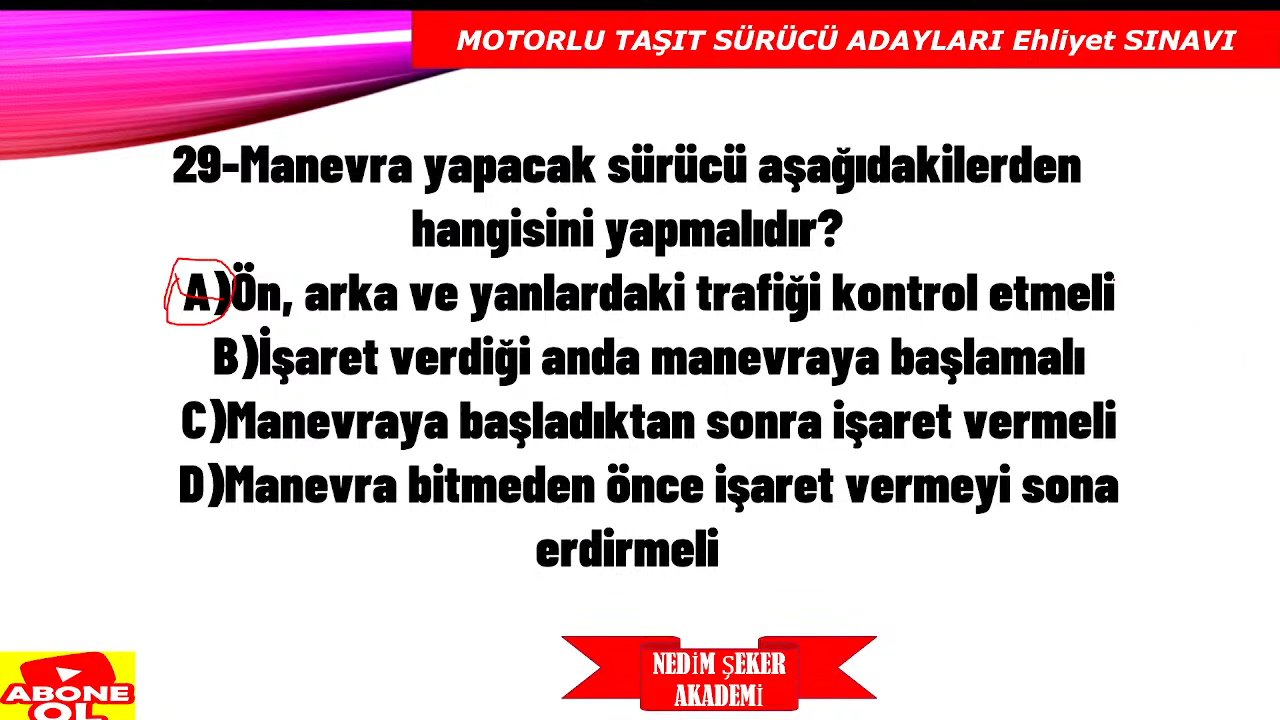 MOTORLU TAŞIT SÜRÜCÜ ADAYLARI Ehliyet SINAVI
29-Manevra yapacak sürücü aşağıdakilerden
hangisini yapmalıdır?
A)Ön, arka ve yanlardaki trafiği kontrol etmeli
B)İşaret verdiği anda manevraya başlamalı
C)Manevraya başladıktan sonra işaret vermeli
D)Manevra bitmeden önce işaret vermeyi sona
erdirmeli
NEDİM ŞEKER
AKADEMİ
ABONE
OL